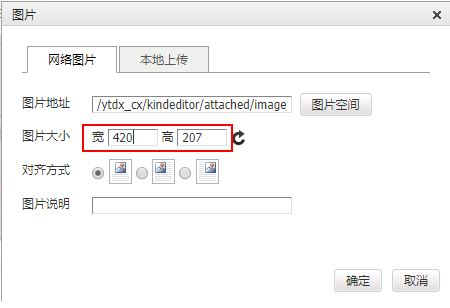 图片
网络图片 本地上传
图片地址 /ytdx_cx/kindeditor/attached/image 图片空间
图片大小 宽 420 高 207
对齐方式
图片说明
确定 取消